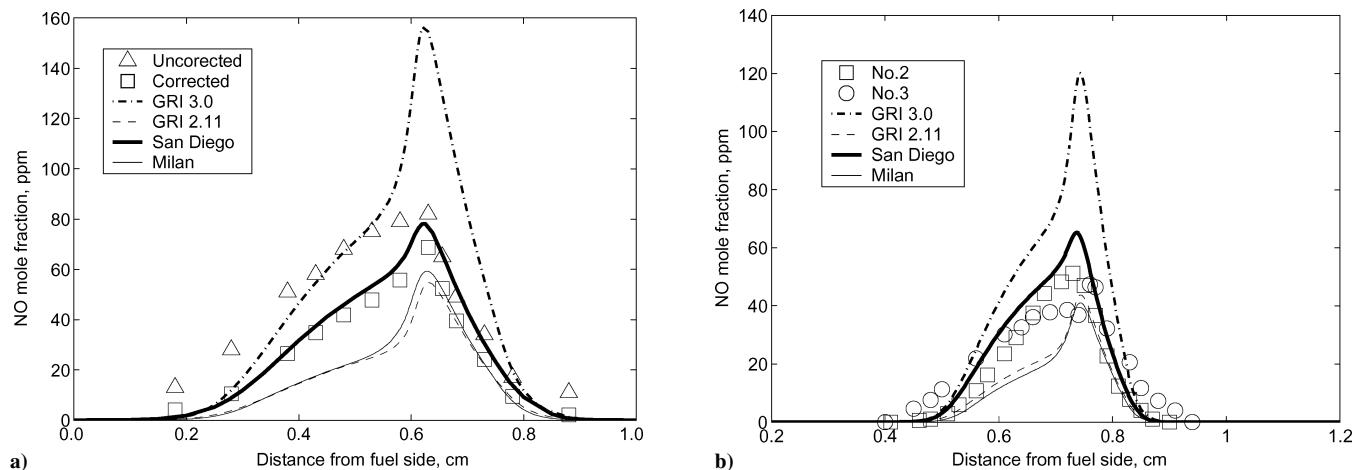 160
140
120
100
80
60
40
20
0
NO mole fraction, ppm
Uncorected
Corrected
GRI 3.0
GRI 2.11
San Diego
Milan
0.0
0.2
0.4
0.6
0.8
1.0
Distance from fuel side, cm
a)
140
120
100
80
60
40
20
0
NO mole fraction, ppm
No.2
No.3
GRI 3.0
GRI 2.11
San Diego
Milan
0.2
0.4
0.6
0.8
1
1.2
Distance from fuel side, cm
b)